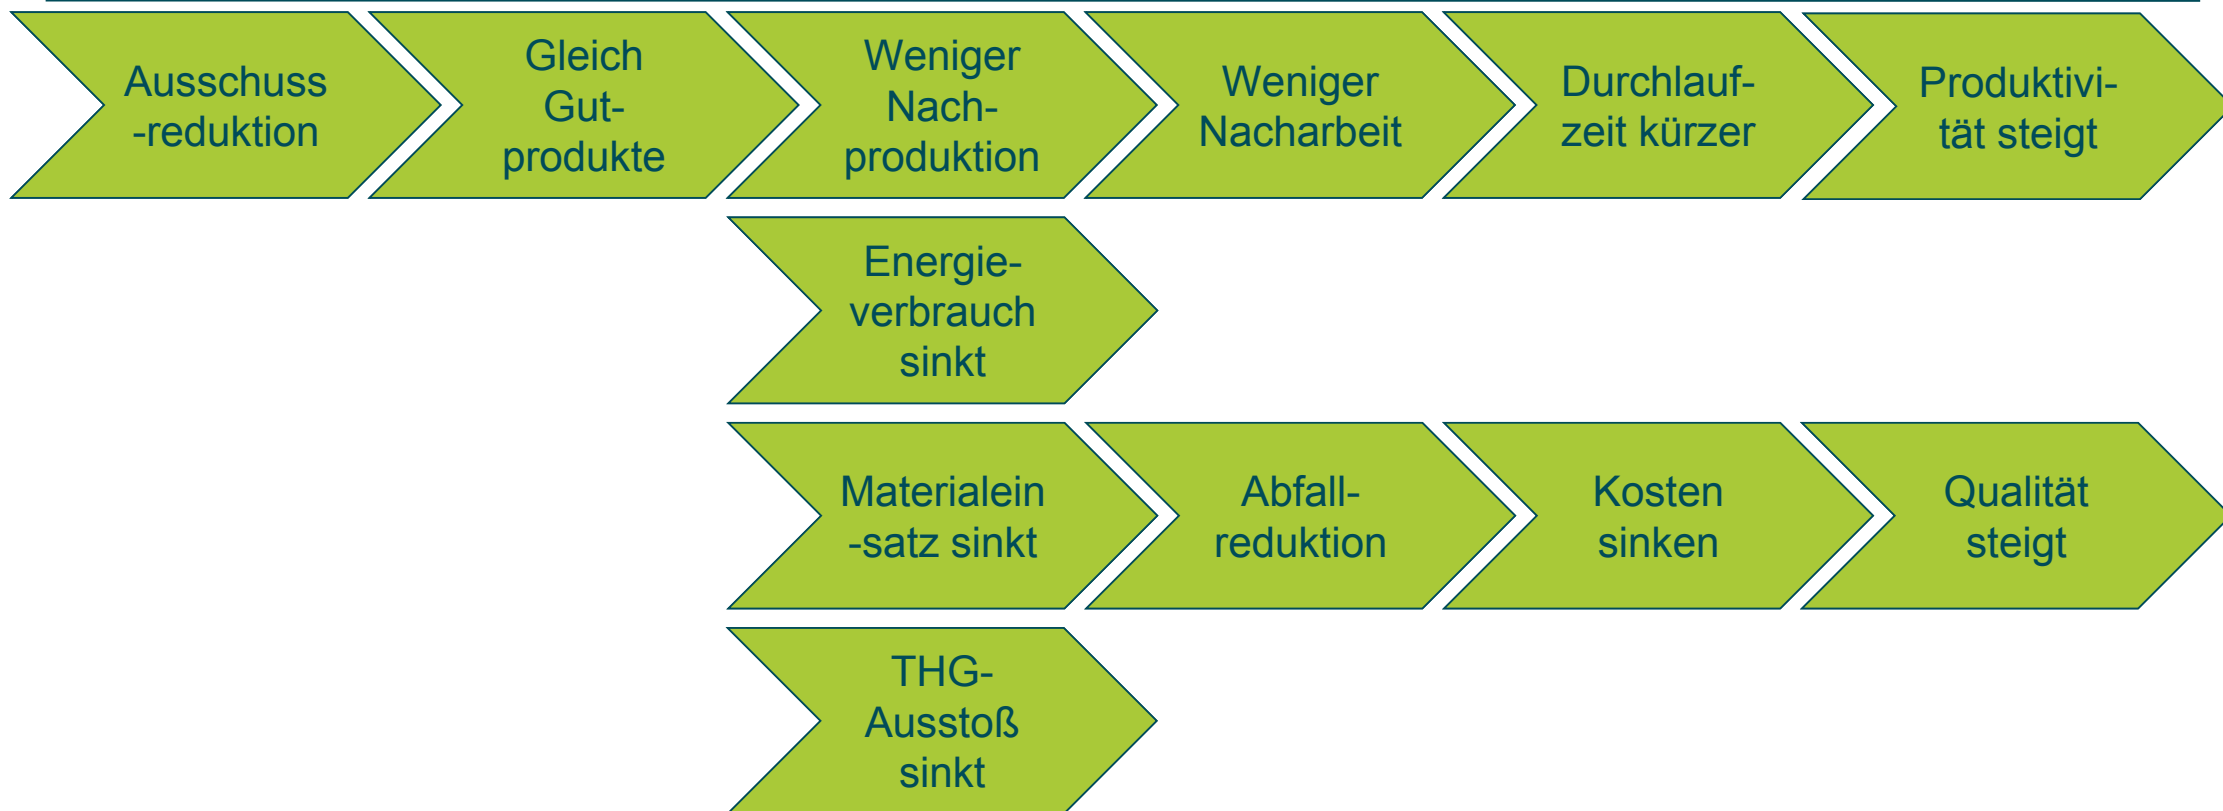 Ausschuss
-reduktion
Gleich
Gut-
produkte
Weniger
Nach-
produktion
Weniger
Nacharbeit
Durchlauf-
zeit kürzer
Produktivi-
tät steigt
Energie-
verbrauch
sinkt
Materialein
-satz sinkt
Abfall-
reduktion
Kosten
sinken
Qualität
steigt
THG-
Ausstoß
sinkt